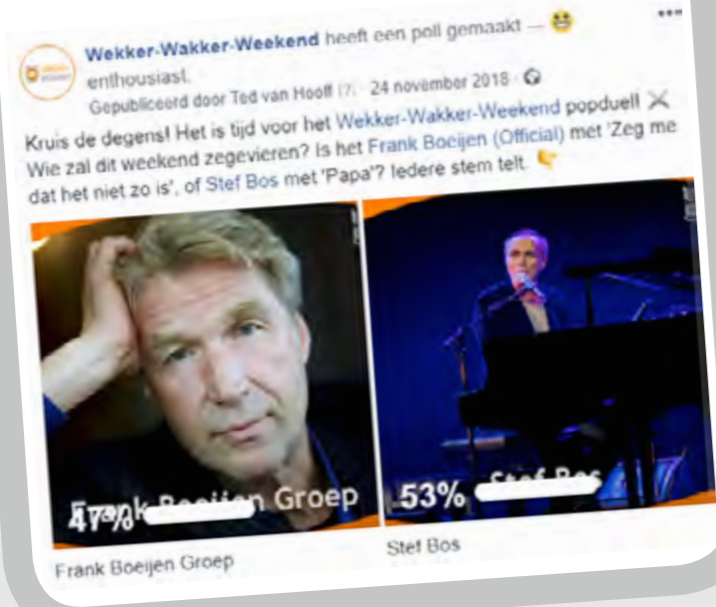 Wekker-Wakker-Weekend heeft een poll gemaakt —
enthousiast.
Gepubliceerd door Ted van Hooff · 24 november 2018 ·
Kruis de degens! Het is tijd voor het Wekker-Wakker-Weekend popduel!
Wie zal dit weekend zegevieren? Is het Frank Boeijen (Official) met 'Zeg me
dat het niet zo is', of Stef Bos met 'Papa'? Iedere stem telt.
Frank Boeijen Groep
47%
53% Stef Bos
Frank Boeijen Groep
Stef Bos